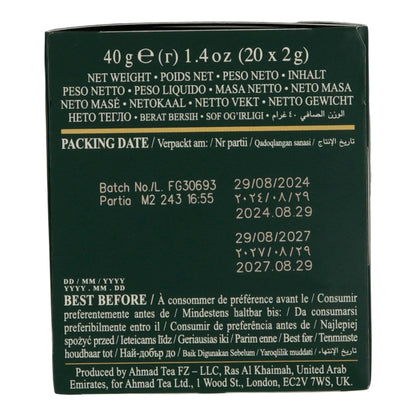 40 g e (r) 1.4 oz (20 x 2g)
NET WEIGHT • POIDS NET • PESO NETO • INHALT
PESO NETTO • PESO LIQUIDO • MASA NETTO • NETO MASA
NETO MASĖ • NETOKAAL • NETTO VEKT • NETTO GEWICHT
НЕТО ТЕГЛО • BERAT BERSIH • SOF OG'IRLIGI • الوزن الصافي ٤٠ غرام
PACKING DATE / Verpackt am: / Nr partii / Qadoqlangan sanasi / تاريخ الإنتاج
Batch No/L. FG30693 29/08/2024
Partia M2 243 16:55 ٢٠٢٤/٠٨/٢٩
2024.08.29
29/08/2027
٢٠٢٧/٠٨/٢٩
2027.08.29
DD / MM / YYYY
YYYY . MM . DD
BEST BEFORE / À consommer de préférence avant le / Consumir
preferentemente antes de / Mindestens haltbar bis: / Da consumarsi
preferibilmente entro il / Consumir de preferência antes de / Najlepiej
spożyć przed / Ieteicams līdz / Geriausias iki / Parim enne / Best før / Tenminste
houdbaar tot / Най-добър до / Baik Digunakan Sebelum / Yaroqlilik muddati / تاريخ الإنتهاء
Produced by Ahmad Tea FZ – LLC, Ras Al Khaimah, United Arab
Emirates, for Ahmad Tea Ltd., 1 Wood St., London, EC2V 7WS, UK.